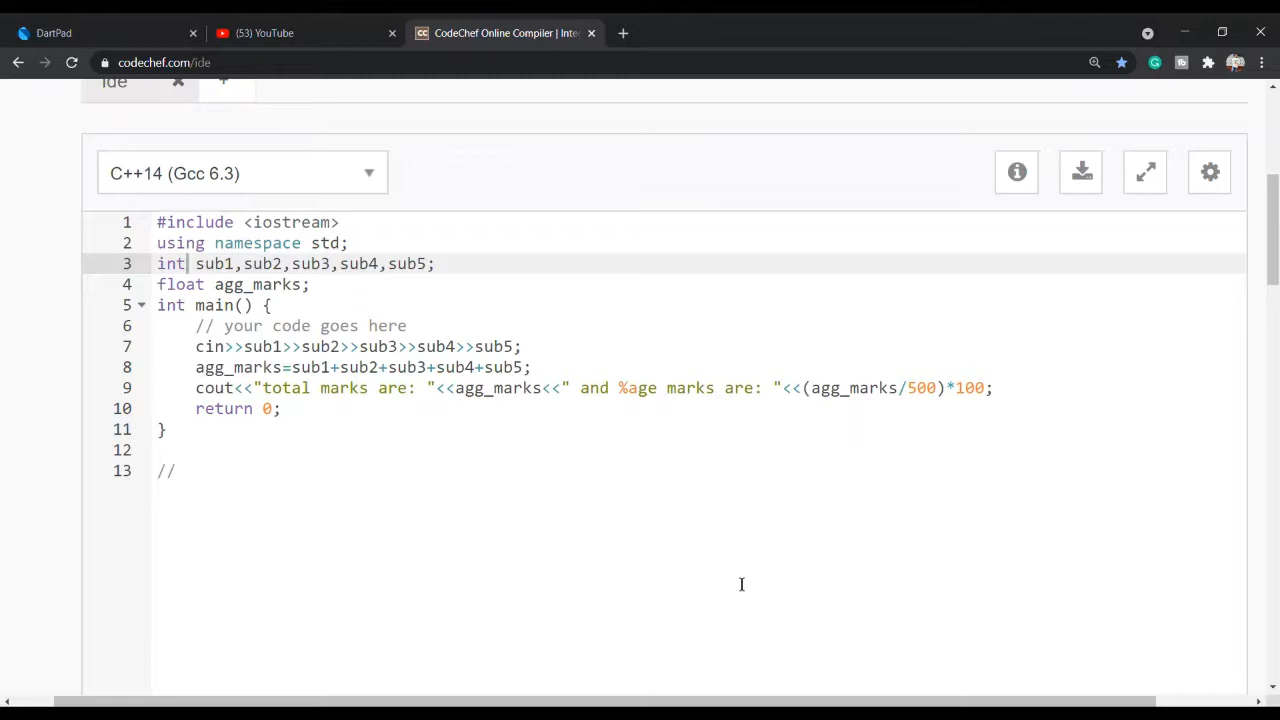 DartPad
(53) YouTube
CC CodeChef Online Compiler | Inte
codechef.com/ide
ide
C++14 (Gcc 6.3)
1 #include <iostream>
2 using namespace std;
3 int sub1,sub2,sub3,sub4,sub5;
4 float agg_marks;
5 int main() {
6 // your code goes here
7 cin>>sub1>>sub2>>sub3>>sub4>>sub5;
8 agg_marks=sub1+sub2+sub3+sub4+sub5;
9 cout<<"total marks are: "<<agg_marks<<" and %age marks are: "<<(agg_marks/500)*100;
10 return 0;
11 }
12
13 //